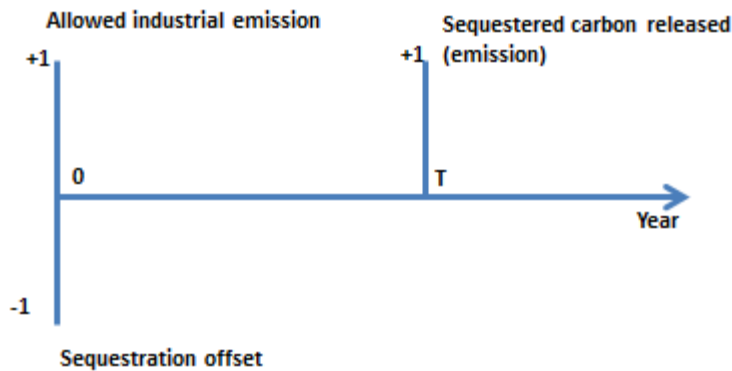 Allowed industrial emission
Sequestered carbon released
(emission)
+1
+1
0
T
Year
-1
Sequestration offset